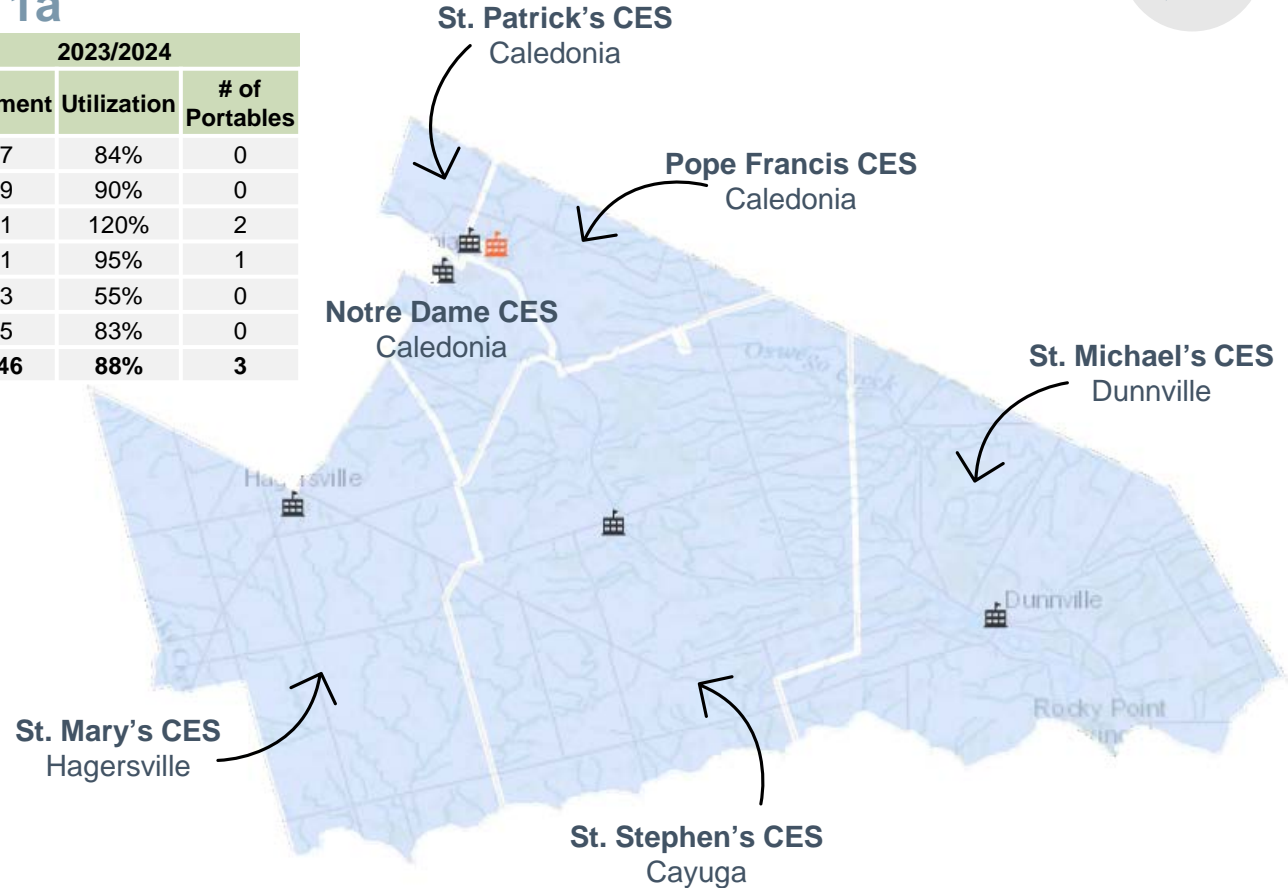 1a
2023/2024
Utilization # of Portables
7 84% 0
9 90% 0
1 120% 2
1 95% 1
3 55% 0
5 83% 0
46 88% 3
St. Patrick's CES
Caledonia
Pope Francis CES
Caledonia
Notre Dame CES
Caledonia
Oswego Creek
St. Michael's CES
Dunnville
Dunnville
Rocky Point
St. Mary's CES
Hagersville
St. Stephen's CES
Cayuga